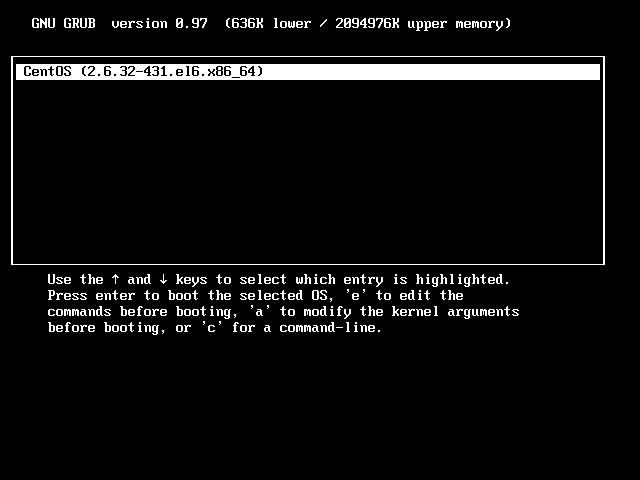 GNU GRUB  version 0.97  (636K lower / 2094976K upper memory)
CentOS (2.6.32-431.el6.x86_64)
Use the ↑ and ↓ keys to select which entry is highlighted.
Press enter to boot the selected OS, 'e' to edit the
commands before booting, 'a' to modify the kernel arguments
before booting, or 'c' for a command-line.